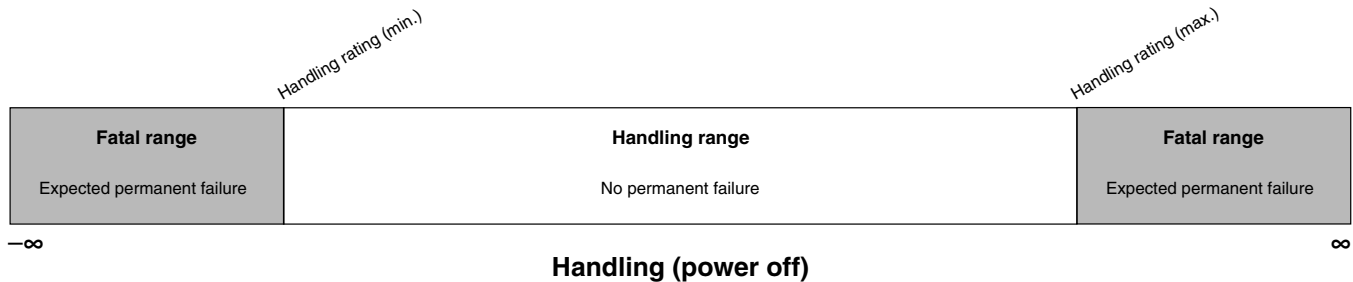 Handling rating (min.)
Handling rating (max.)
Fatal range
Handling range
Fatal range
Expected permanent failure
No permanent failure
Expected permanent failure
–∞
∞
Handling (power off)